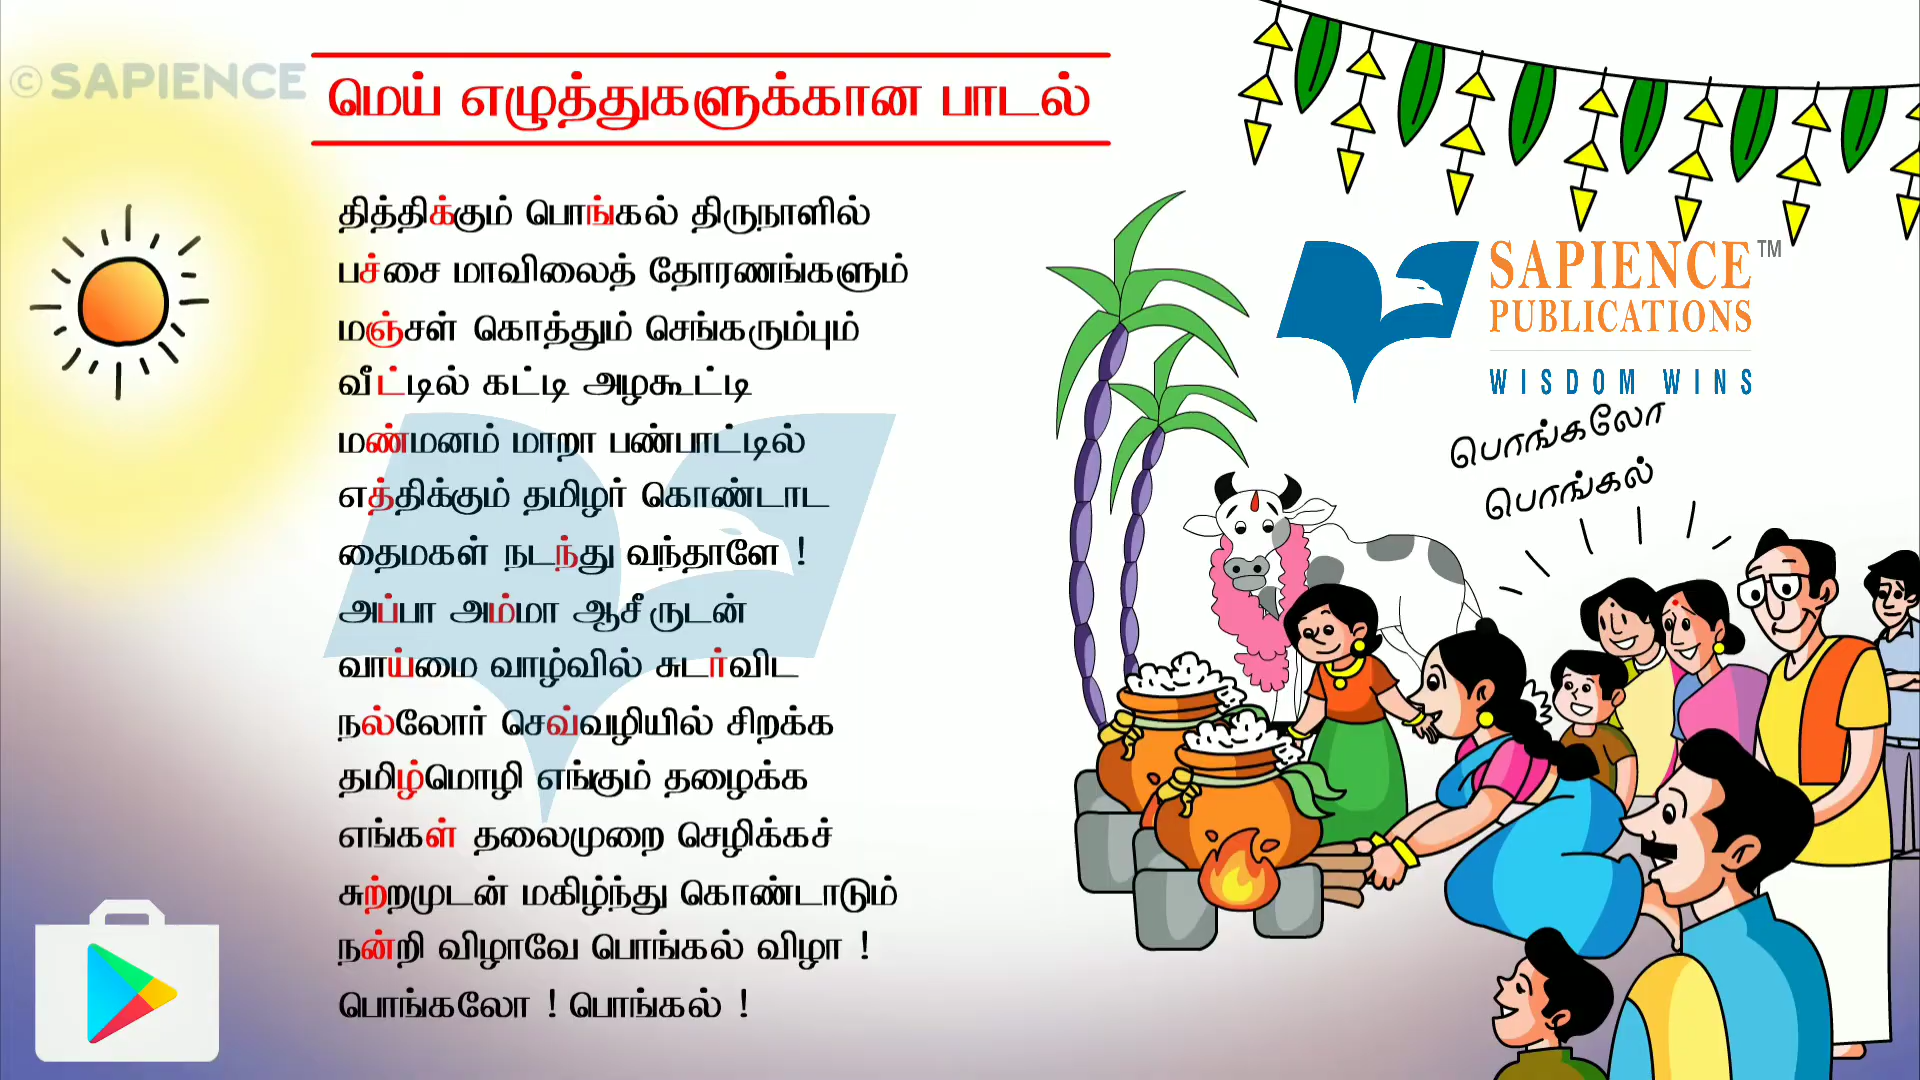 © SAPIENCE
மெய் எழுத்துகளுக்கான பாடல்
தித்திக்கும் பொங்கல் திருநாளில்
பச்சை மாவிலைத் தோரணங்களும்
மஞ்சள் கொத்தும் செங்கரும்பும்
வீட்டில் கட்டி அழகூட்டி
மண்மனம் மாறா பண்பாட்டில்
எத்திக்கும் தமிழர் கொண்டாட
தைமகள் நடந்து வந்தாளே !
அப்பா அம்மா ஆசீருடன்
வாய்மை வாழ்வில் சுடர்விட
நல்லோர் செவ்வழியில் சிறக்க
தமிழ்மொழி எங்கும் தழைக்க
எங்கள் தலைமுறை செழிக்கச்
சுற்றமுடன் மகிழ்ந்து கொண்டாடும்
நன்றி விழாவே பொங்கல் விழா !
பொங்கலோ ! பொங்கல் !
SAPIENCE™
PUBLICATIONS
WISDOM WINS
பொங்கலோ
பொங்கல்